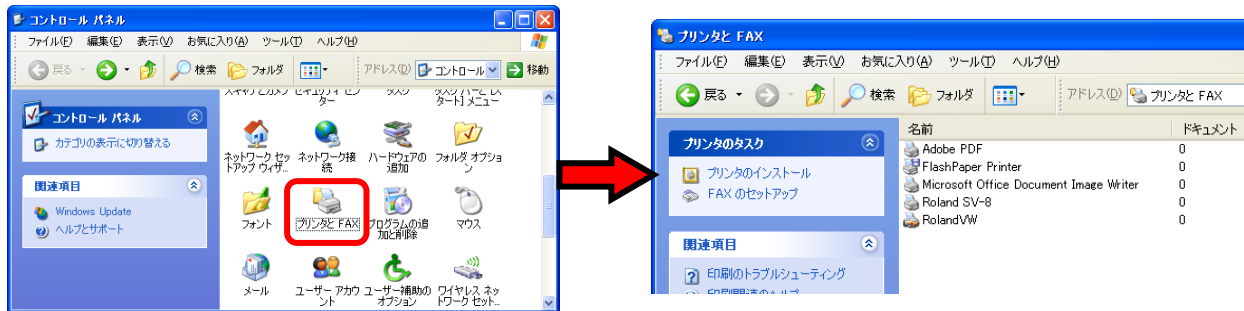 コントロール パネル
ファイル(F) 編集(E) 表示(V) お気に入り(A) ツール(T) ヘルプ(H)
戻る 検索 フォルダ アドレス(D) コントロール 移動
コントロール パネル
カテゴリの表示に切り替える
関連項目
Windows Update
ヘルプとサポート
ター
タート] メニュー
ネットワーク セッ
トアップ ウィザ...
ネットワーク接
続
ハードウェアの
追加
フォルダ オプショ
ン
フォント
プリンタと FAX
プログラムの追
加と削除
マウス
メール
ユーザー アカウ
ント
ユーザー補助の
オプション
ワイヤレス ネッ
トワーク セット...
プリンタと FAX
ファイル(F) 編集(E) 表示(V) お気に入り(A) ツール(T) ヘルプ(H)
戻る 検索 フォルダ アドレス(D) プリンタと FAX
プリンタのタスク
プリンタのインストール
FAX のセットアップ
関連項目
印刷のトラブルシューティング
名前 ドキュメント
Adobe PDF 0
FlashPaper Printer 0
Microsoft Office Document Image Writer 0
Roland SV-8 0
RolandVW 0